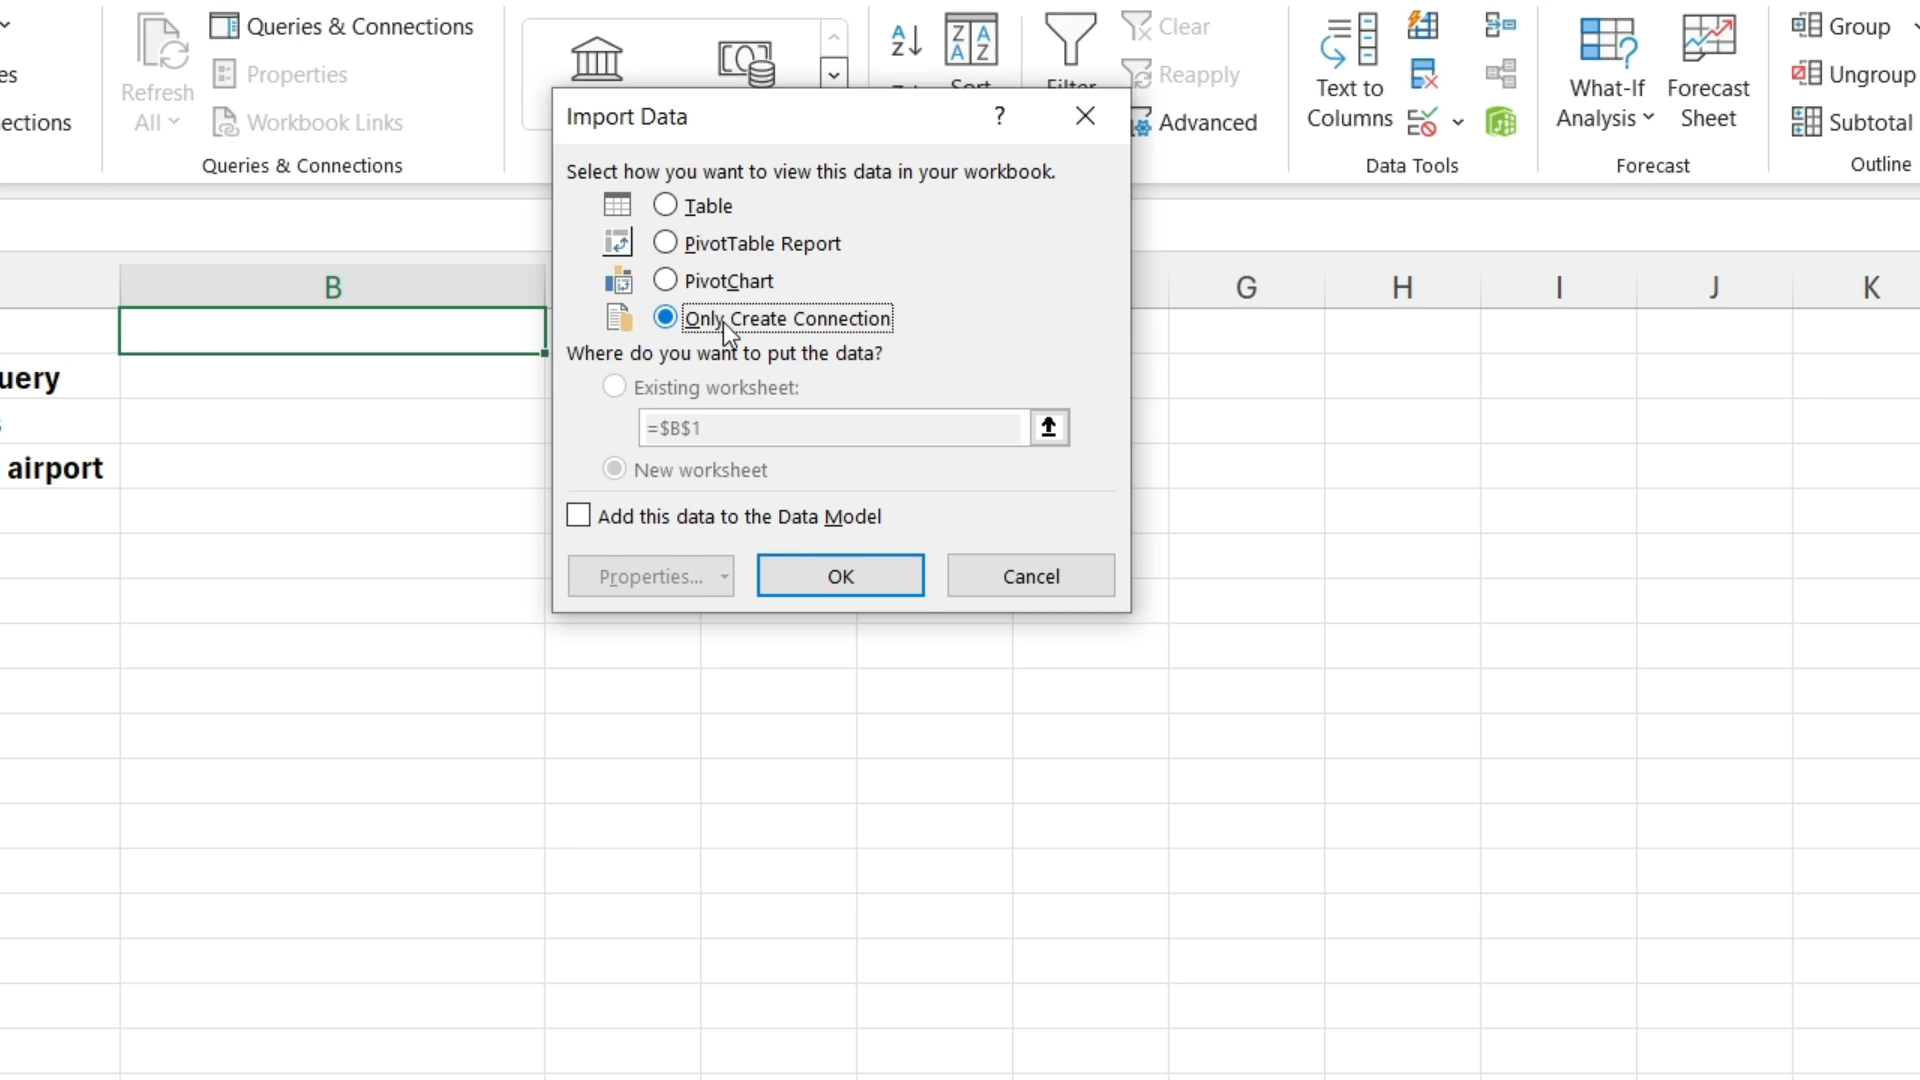 Queries & Connections
Properties
Workbook Links
Refresh
All
es
ections
Queries & Connections
Clear
Reapply
Advanced
Text to
Columns
Data Tools
What-If
Analysis
Forecast
Sheet
Forecast
Group
Ungroup
Subtotal
Outline
Import Data
?
Select how you want to view this data in your workbook.
Table
PivotTable Report
PivotChart
Only Create Connection
Where do you want to put the data?
Existing worksheet:
=$B$1
New worksheet
Add this data to the Data Model
Properties...
OK
Cancel
B
G
H
I
J
K
uery
airport